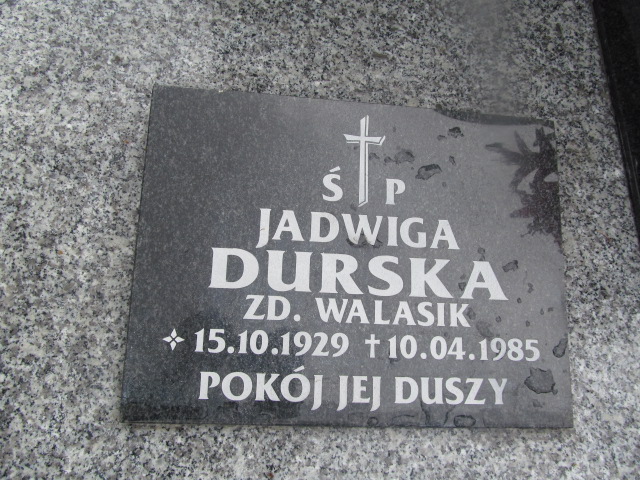 Ś P
JADWIGA
DURSKA
ZD. WALASIK
15.10.1929 †10.04.1985
POKÓJ JEJ DUSZY